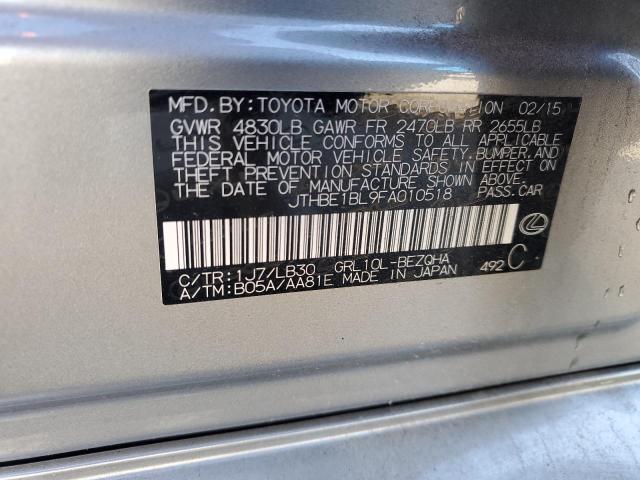 MFD. BY: TOYOTA MOTOR CORPORATION 02/15
GVWR 4830LB GAWR FR 2470LB RR 2655LB
THIS VEHICLE CONFORMS TO ALL APPLICABLE
FEDERAL MOTOR VEHICLE SAFETY, BUMPER, AND
THEFT PREVENTION STANDARDS IN EFFECT ON
THE DATE OF MANUFACTURE SHOWN ABOVE.
JTHBE1BL9FA010518 PASS.CAR
C/TR:1J7/LB30 GRL10L-BEZQHA
A/TM:B05A/AA81E MADE IN JAPAN 492 C